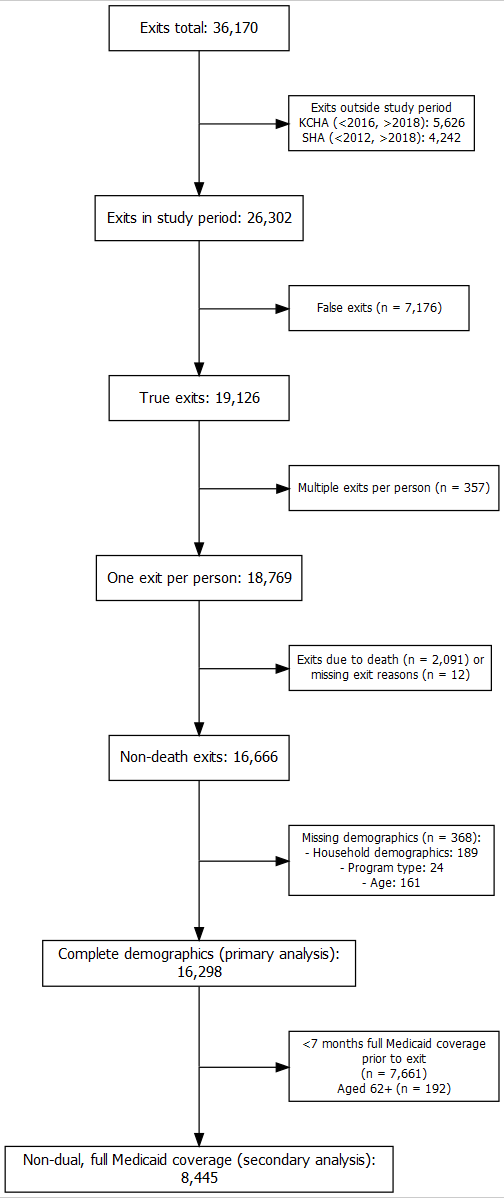 Exits total: 36,170
Exits outside study period
KCHA (<2016, >2018): 5,626
SHA (<2012, >2018): 4,242
Exits in study period: 26,302
False exits (n = 7,176)
True exits: 19,126
Multiple exits per person (n = 357)
One exit per person: 18,769
Exits due to death (n = 2,091) or
missing exit reasons (n = 12)
Non-death exits: 16,666
Missing demographics (n = 368):
- Household demographics: 189
- Program type: 24
- Age: 161
Complete demographics (primary analysis):
16,298
<7 months full Medicaid coverage
prior to exit
(n = 7,661)
Aged 62+ (n = 192)
Non-dual, full Medicaid coverage (secondary analysis):
8,445